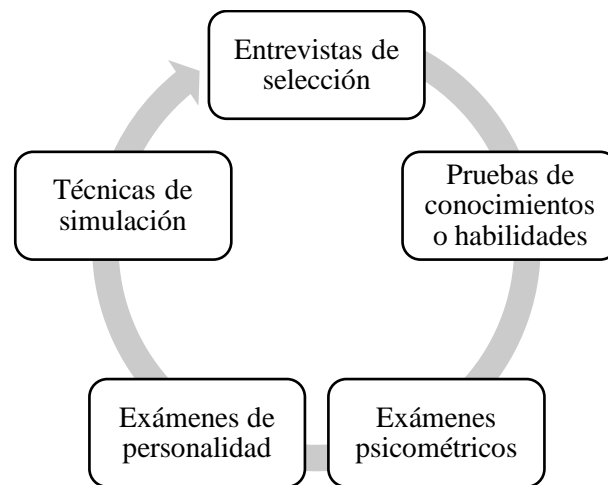 Entrevistas de
selección
Pruebas de
conocimientos
o habilidades
Exámenes
psicométricos
Exámenes de
personalidad
Técnicas de
simulación